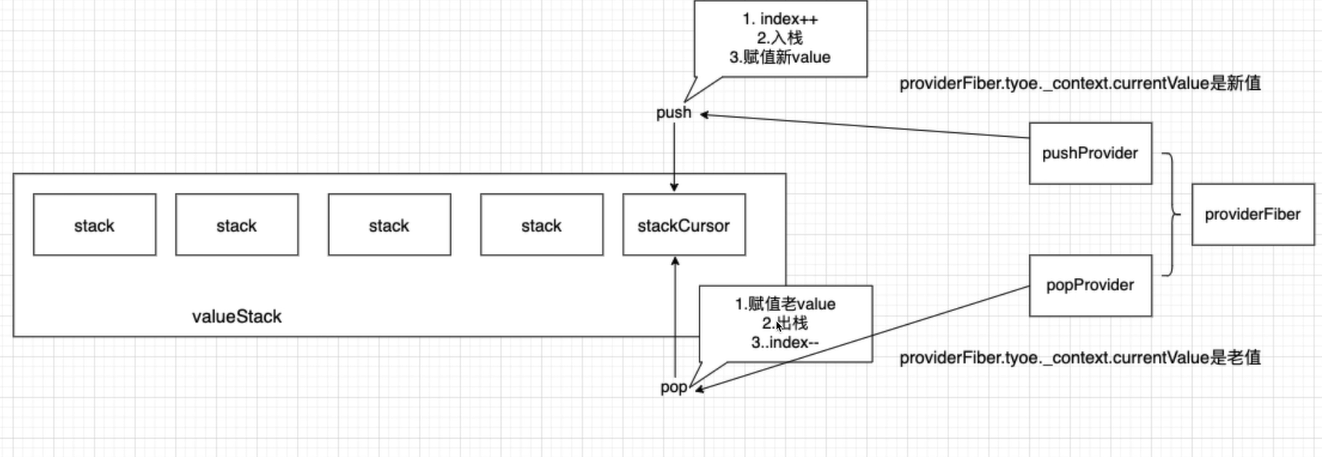 1. index++
2.入栈
3.赋值新value
providerFiber.tyoe._context.currentValue是新值
push
pushProvider
providerFiber
stack
stack
stack
stack
stackCursor
popProvider
valueStack
1.赋值老value
2.出栈
3..index--
providerFiber.tyoe._context.currentValue是老值
pop